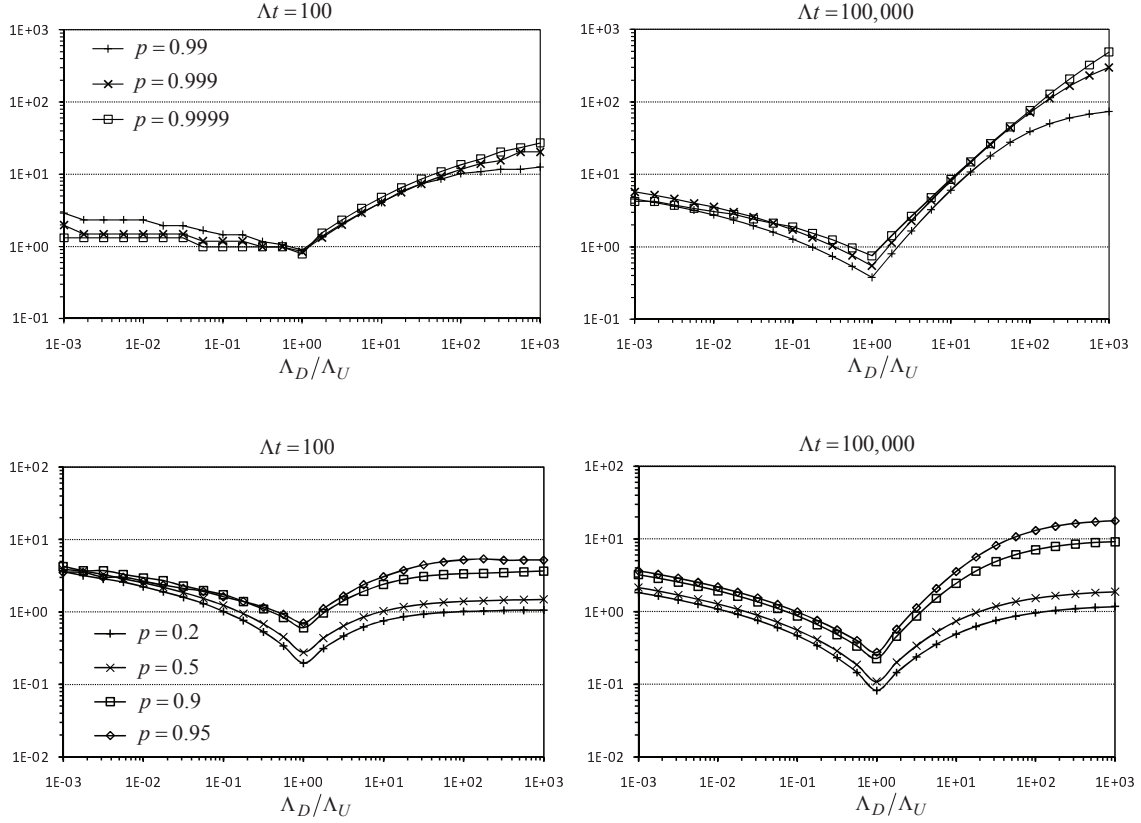 Λt = 100
1E+03
1E+02
1E+01
1E+00
1E-01
p = 0.99
p = 0.999
p = 0.9999
1E-03 1E-02 1E-01 1E+00 1E+01 1E+02 1E+03
Λ_D/Λ_U
Λt = 100,000
1E+03
1E+02
1E+01
1E+00
1E-01
1E-03 1E-02 1E-01 1E+00 1E+01 1E+02 1E+03
Λ_D/Λ_U
Λt = 100
1E+02
1E+01
1E+00
1E-01
1E-02
p = 0.2
p = 0.5
p = 0.9
p = 0.95
1E-03 1E-02 1E-01 1E+00 1E+01 1E+02 1E+03
Λ_D/Λ_U
Λt = 100,000
1E+02
1E+01
1E+00
1E-01
1E-02
1E-03 1E-02 1E-01 1E+00 1E+01 1E+02 1E+03
Λ_D/Λ_U